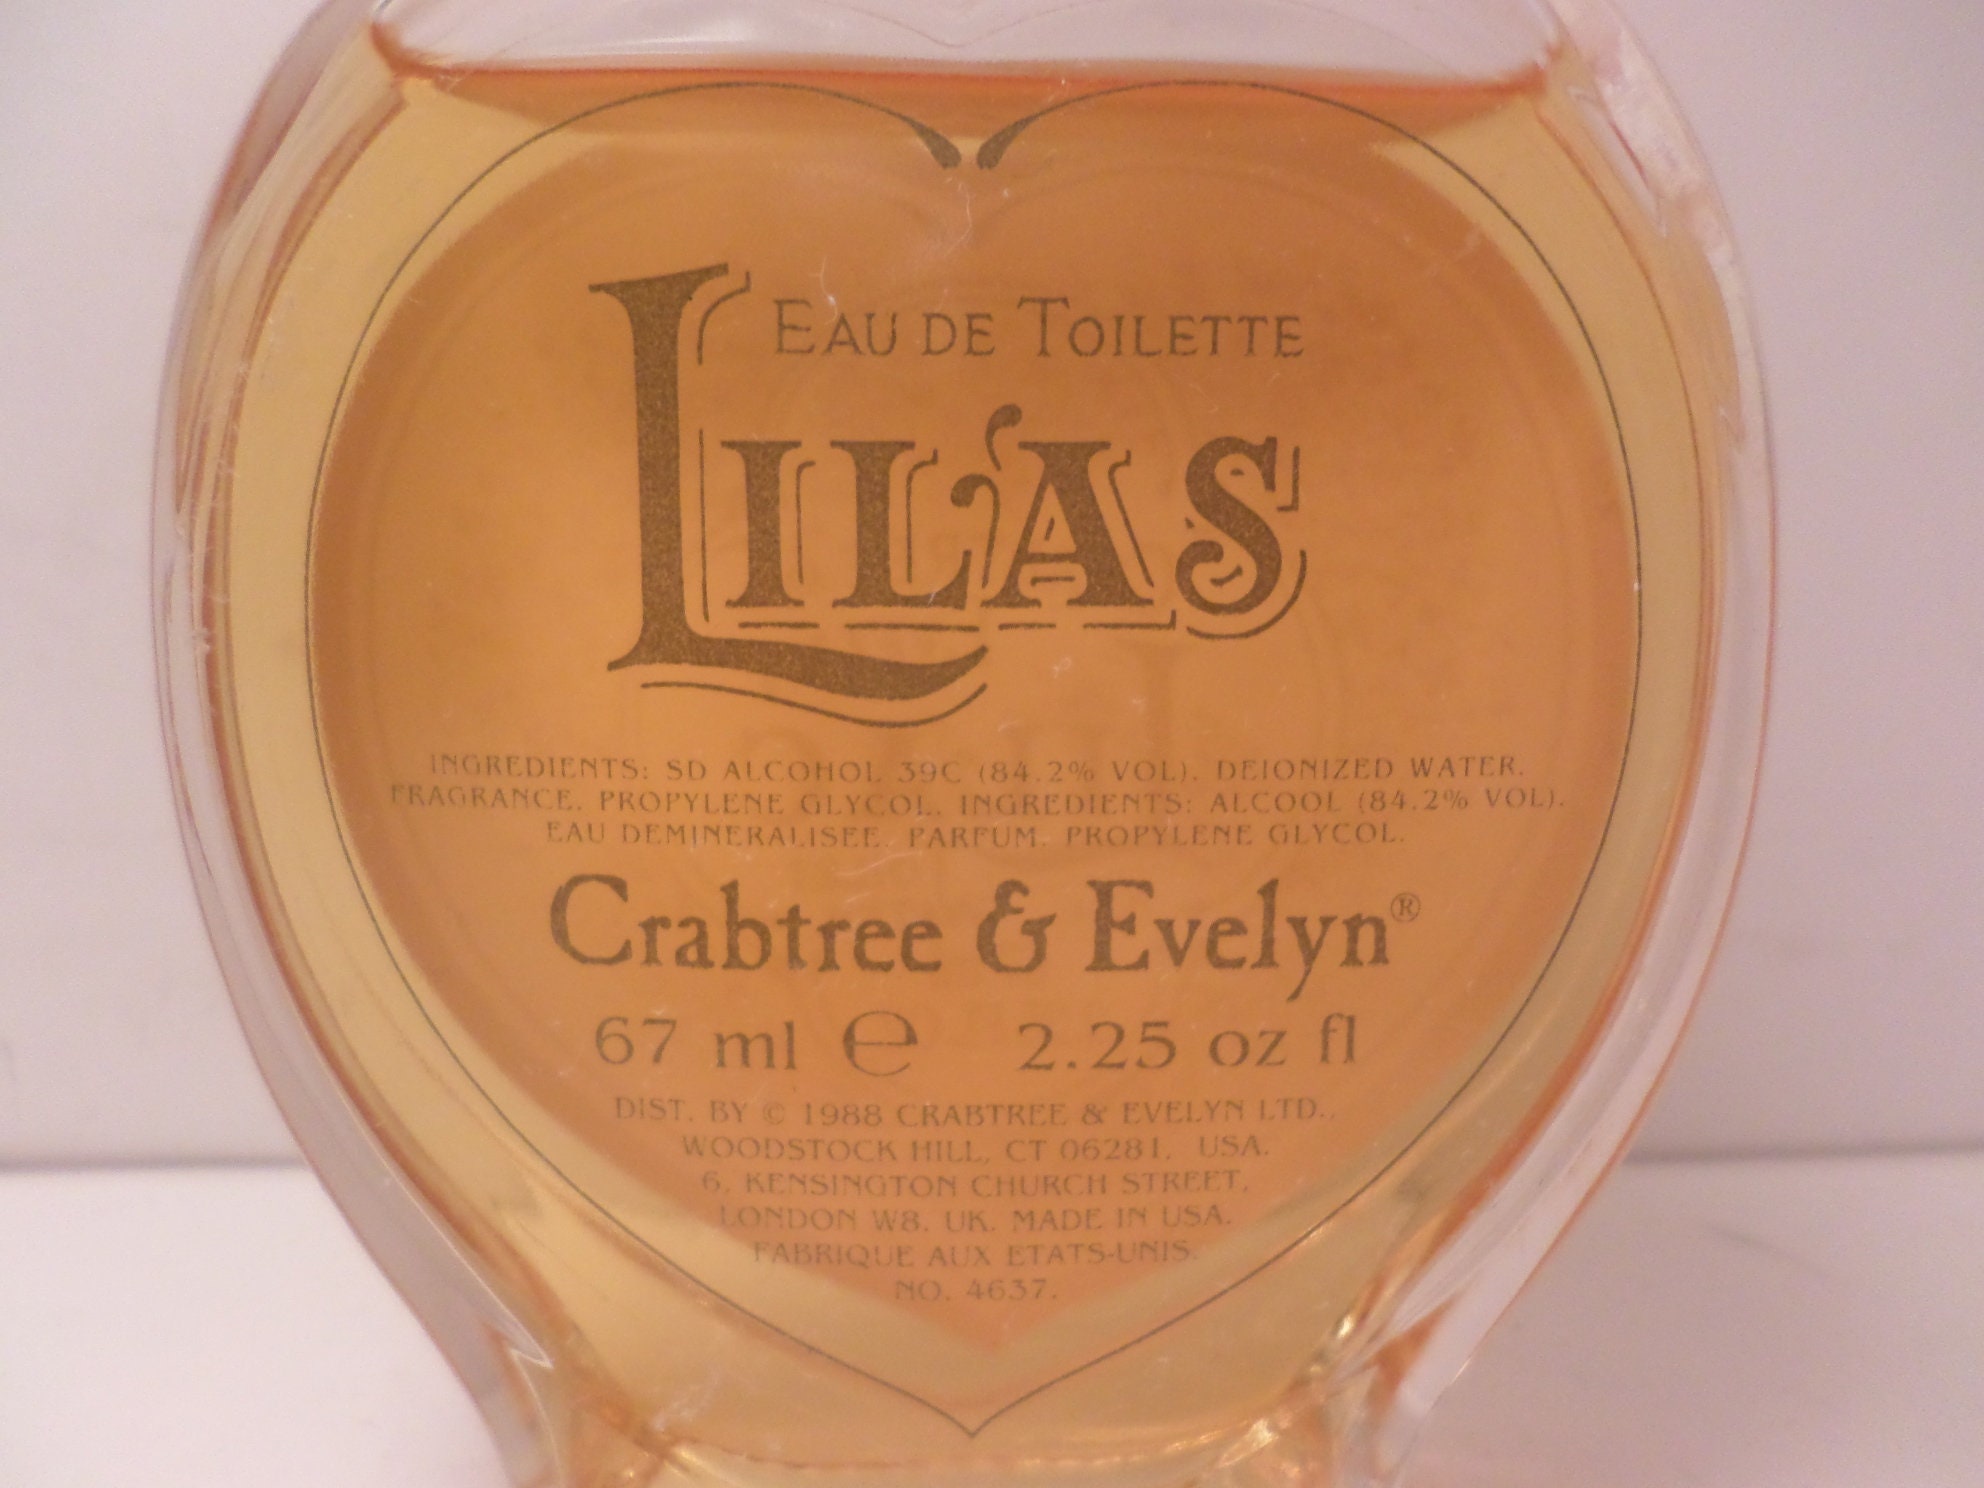 EAU DE TOILETTE
LIL'AS
INGREDIENTS: SD ALCOHOL 39C (84.2% VOL), DEIONIZED WATER,
FRAGRANCE, PROPYLENE GLYCOL. INGREDIENTS: ALCOOL (84.2% VOL),
EAU DEMINERALISEE, PARFUM, PROPYLENE GLYCOL.
Crabtree & Evelyn®
67 ml ℮ 2.25 oz fl
DIST. BY © 1988 CRABTREE & EVELYN LTD.,
WOODSTOCK HILL, CT 06281, USA.
6, KENSINGTON CHURCH STREET,
LONDON W8, UK. MADE IN USA.
FABRIQUE AUX ETATS-UNIS.
NO. 4637.